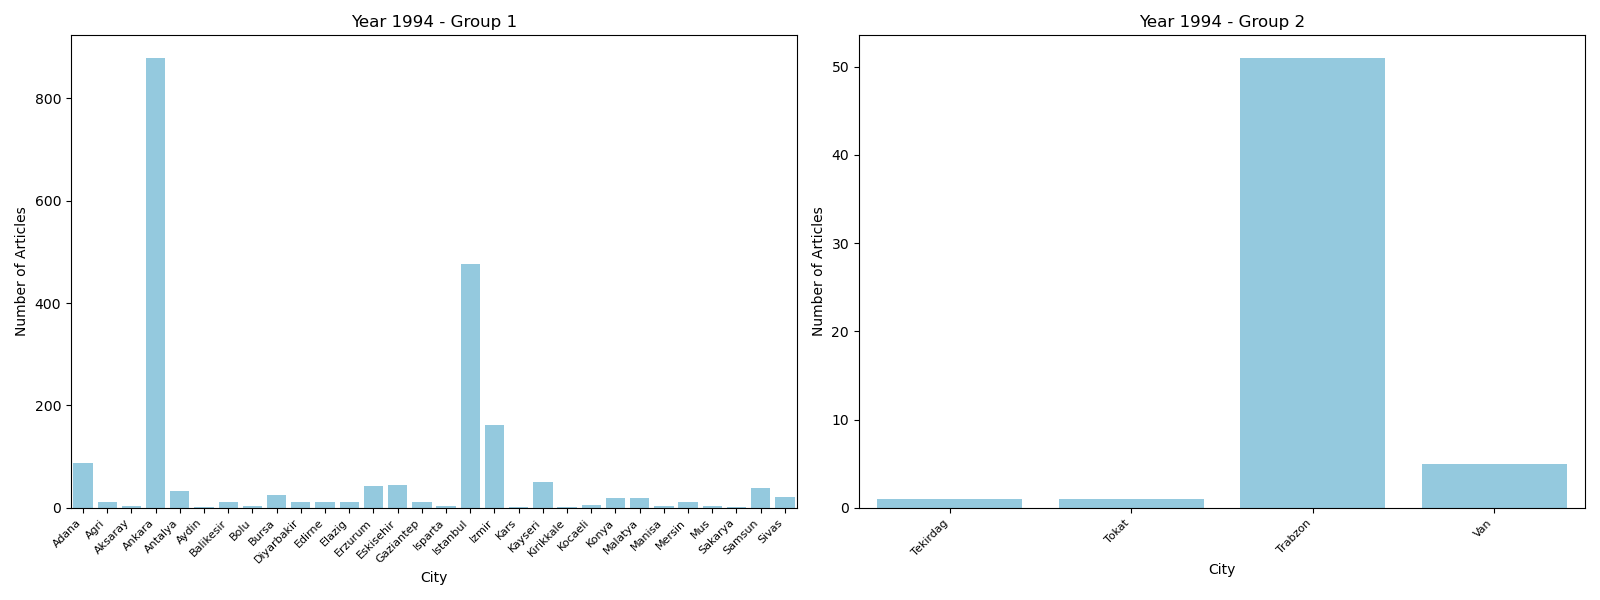 Year 1994 - Group 1
Number of Articles
800
600
400
200
0
Adana
Agri
Aksaray
Ankara
Antalya
Aydin
Balikesir
Bolu
Bursa
Diyarbakir
Edirne
Elazig
Erzurum
Eskisehir
Gaziantep
Isparta
Istanbul
Izmir
Kars
Kayseri
Kirikkale
Kocaeli
Konya
Malatya
Manisa
Mersin
Mus
Sakarya
Samsun
Sivas
City
Year 1994 - Group 2
Number of Articles
50
40
30
20
10
0
Tekirdag
Tokat
Trabzon
Van
City